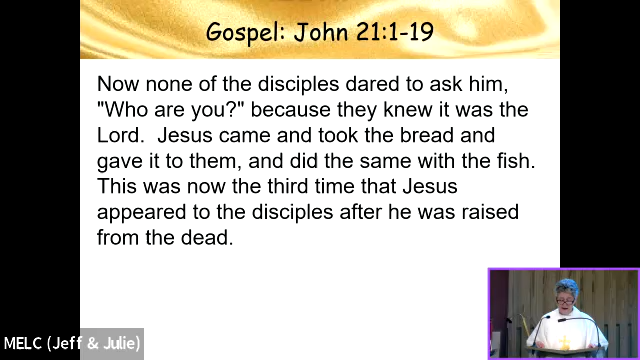 Gospel: John 21:1-19
Now none of the disciples dared to ask him,
"Who are you?" because they knew it was the
Lord.  Jesus came and took the bread and
gave it to them, and did the same with the fish.
This was now the third time that Jesus
appeared to the disciples after he was raised
from the dead.
MELC (Jeff & Julie)